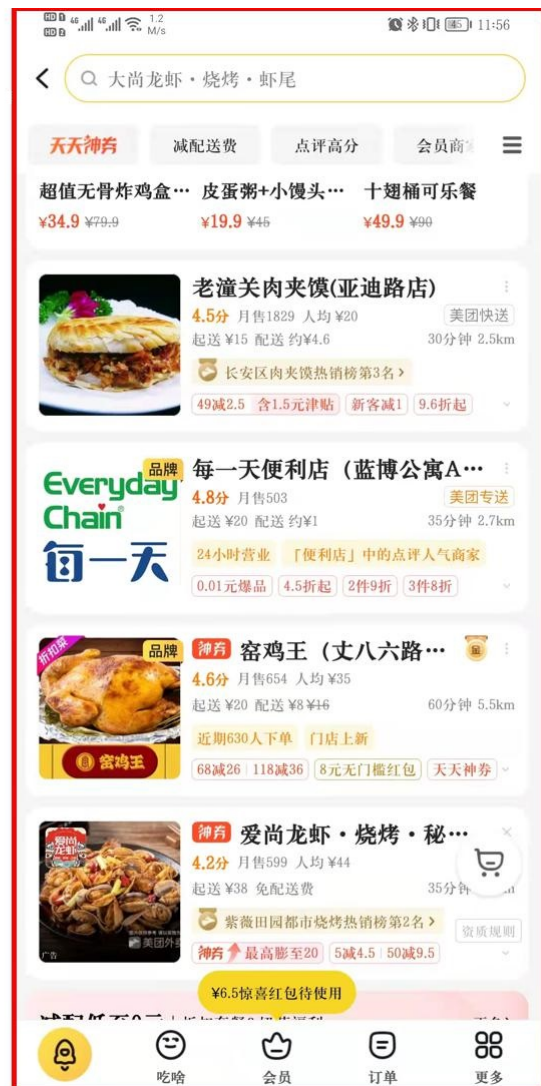 HD 1 4G 4G 1.2 11:56
HD 2 M/s 45
大尚龙虾・烧烤・虾尾
天天神券 减配送费 点评高分 会员商
超值无骨炸鸡盒… 皮蛋粥+小馒头… 十翅桶可乐餐
¥34.9 ¥79.9 ¥19.9 ¥45 ¥49.9 ¥90
老潼关肉夹馍(亚迪路店)
4.5分 月售1829 人均 ¥20 美团快送
起送 ¥15 配送 约¥4.6 30分钟 2.5km
长安区肉夹馍热销榜第3名>
49减2.5 含1.5元津贴 新客减1 9.6折起
Everyday
Chain
每一天
品牌
每一天便利店（蓝博公寓A…
4.8分 月售503 美团专送
起送 ¥20 配送 约¥1 35分钟 2.7km
24小时营业 「便利店」中的点评人气商家
0.01元爆品 4.5折起 2件9折 3件8折
折扣菜
品牌
窑鸡王
神券 窑鸡王（丈八六路…
4.6分 月售654 人均 ¥35
起送 ¥20 配送 ¥8 ¥16 60分钟 5.5km
近期630人下单 门店上新
68减26 118减36 8元无门槛红包 天天神券
爱尚
龙虾
美团外卖
广告
神券 爱尚龙虾・烧烤・秘…
4.2分 月售599 人均 ¥44
起送 ¥38 免配送费 35分钟
紫薇田园都市烧烤热销榜第2名>
资质规则
神券 最高膨至20 5减4.5 50减9.5
¥6.5惊喜红包待使用
吃啥 会员 订单 更多